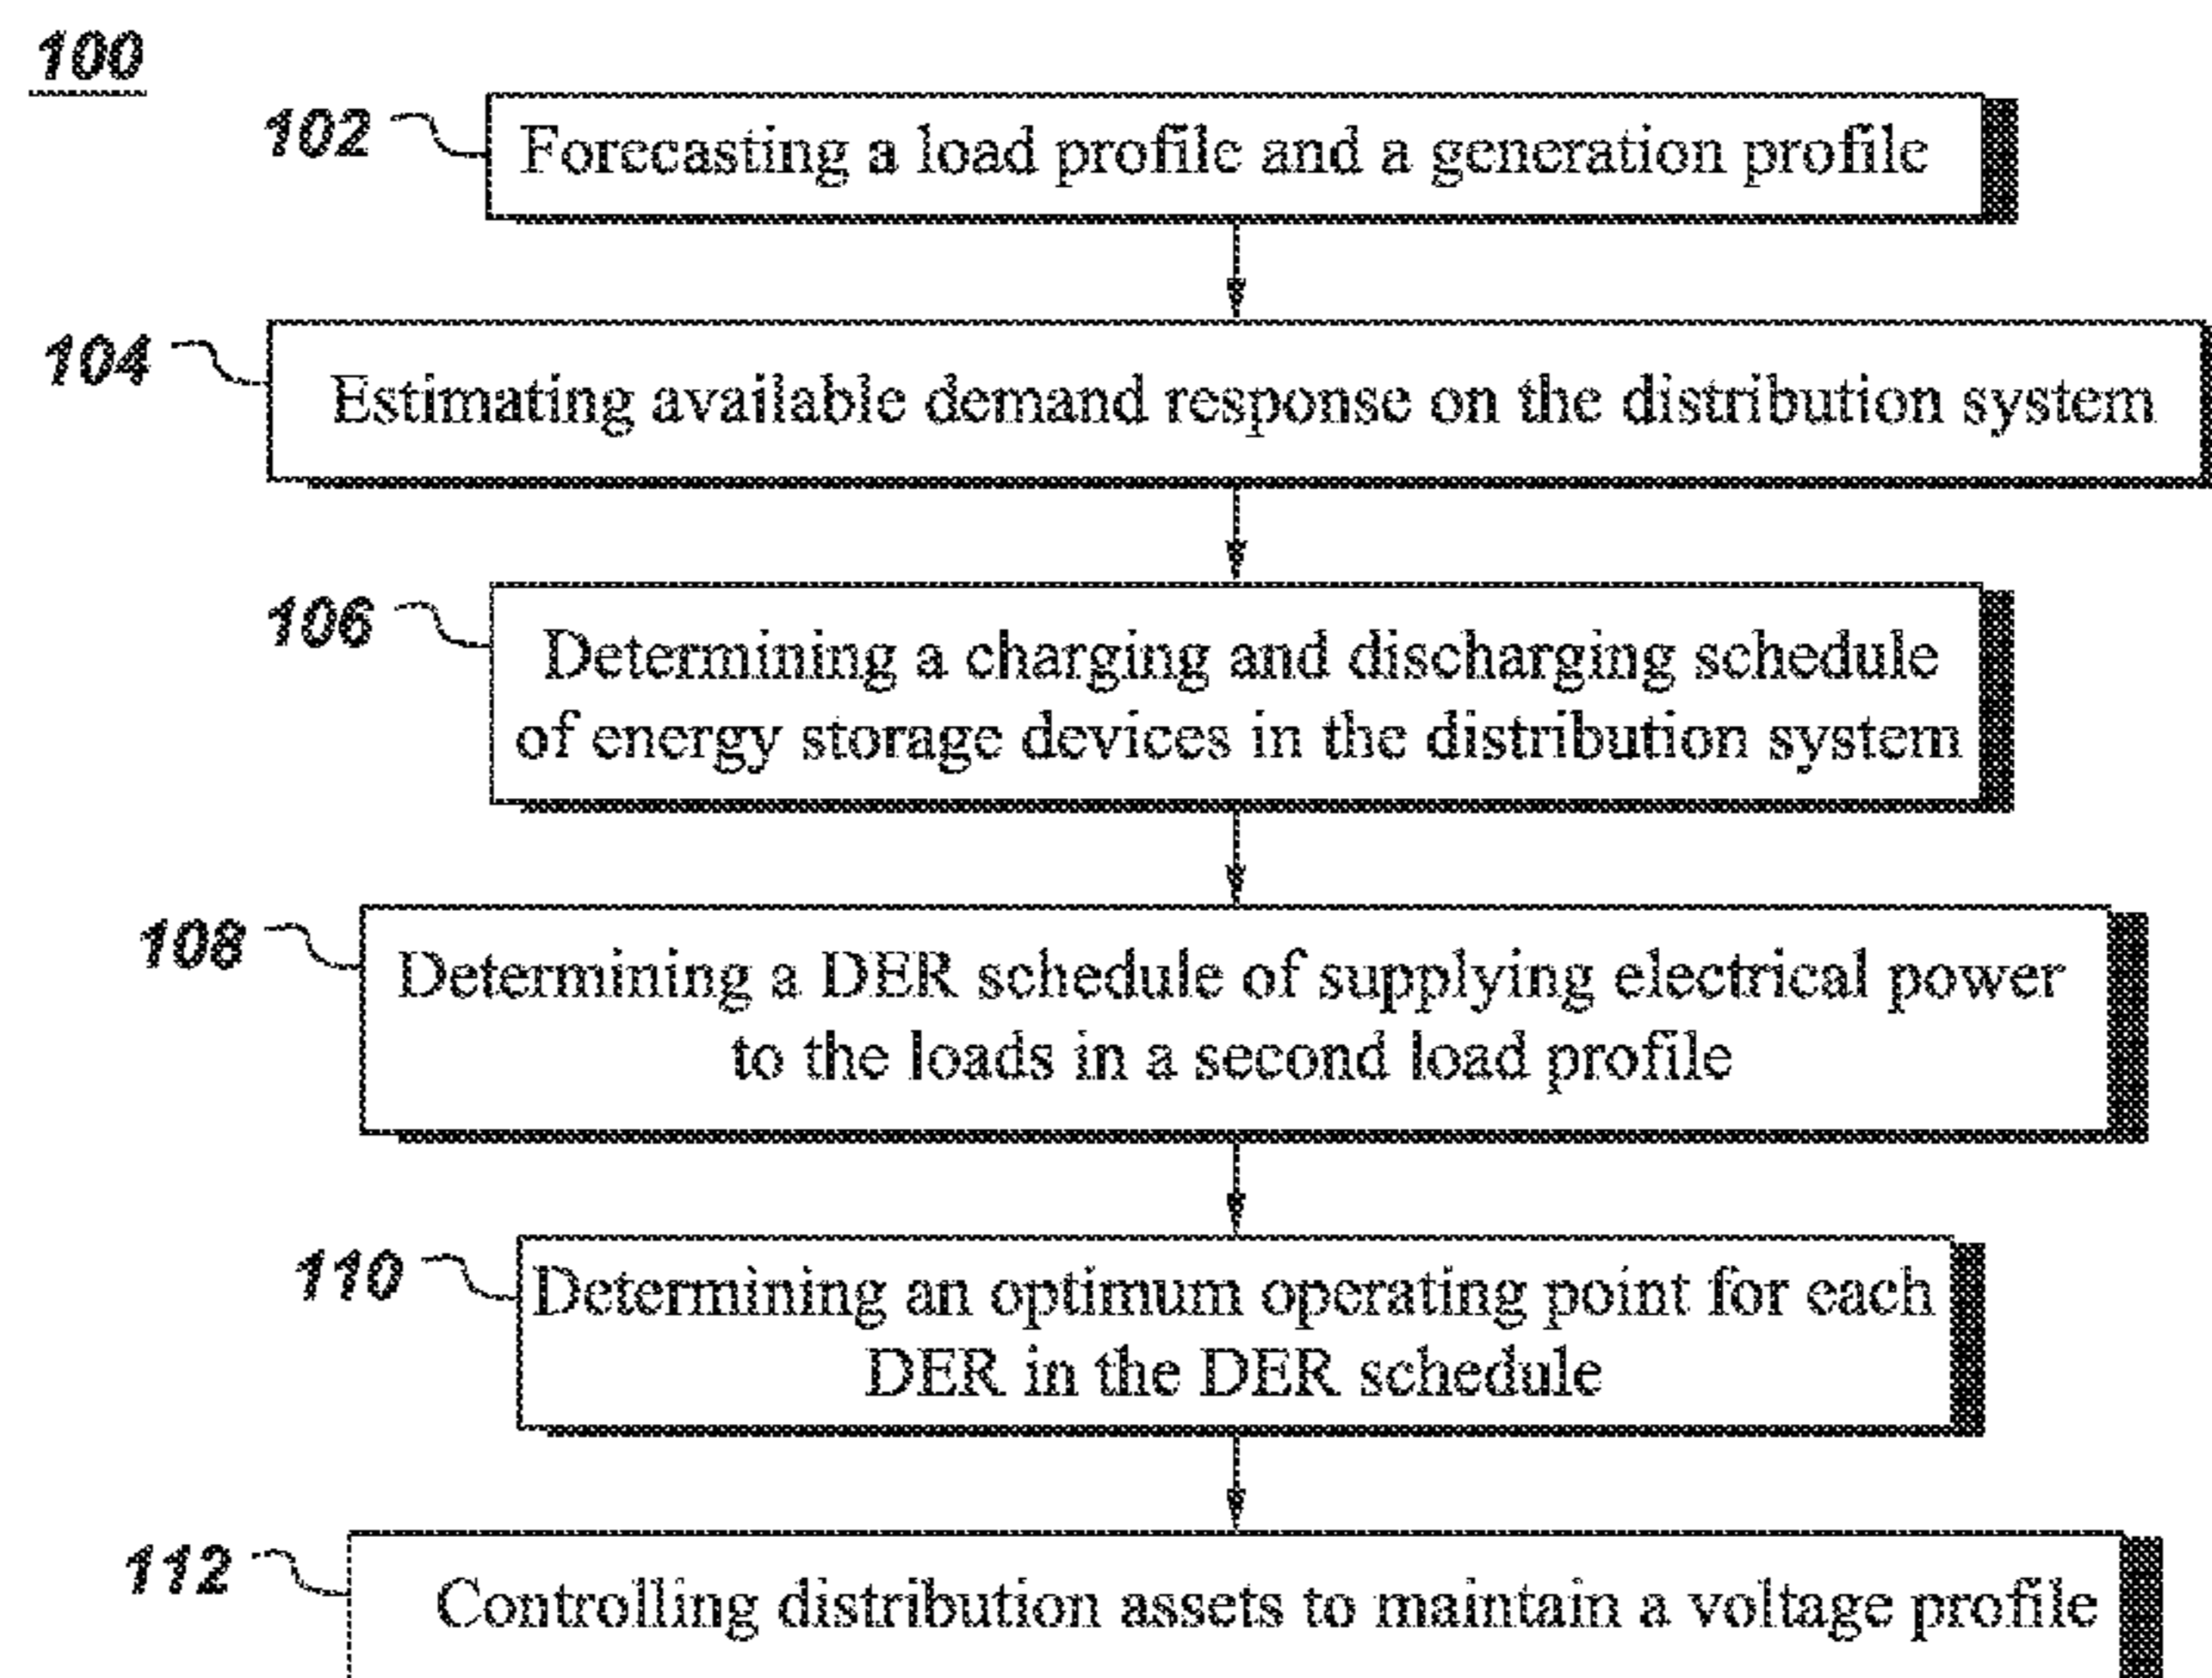 100
102
Forecasting a load profile and a generation profile
104
Estimating available demand response on the distribution system
106
Determining a charging and discharging schedule
of energy storage devices in the distribution system
108
Determining a DER schedule of supplying electrical power
to the loads in a second load profile
110
Determining an optimum operating point for each
DER in the DER schedule
112
Controlling distribution assets to maintain a voltage profile